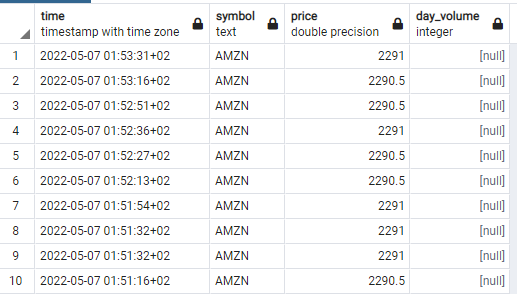 time symbol price day_volume
timestamp with time zone text double precision integer
1 2022-05-07 01:53:31+02 AMZN 2291 [null]
2 2022-05-07 01:53:16+02 AMZN 2290.5 [null]
3 2022-05-07 01:52:51+02 AMZN 2290.5 [null]
4 2022-05-07 01:52:36+02 AMZN 2291 [null]
5 2022-05-07 01:52:27+02 AMZN 2290.5 [null]
6 2022-05-07 01:52:13+02 AMZN 2290.5 [null]
7 2022-05-07 01:51:54+02 AMZN 2291 [null]
8 2022-05-07 01:51:32+02 AMZN 2291 [null]
9 2022-05-07 01:51:32+02 AMZN 2291 [null]
10 2022-05-07 01:51:16+02 AMZN 2290.5 [null]